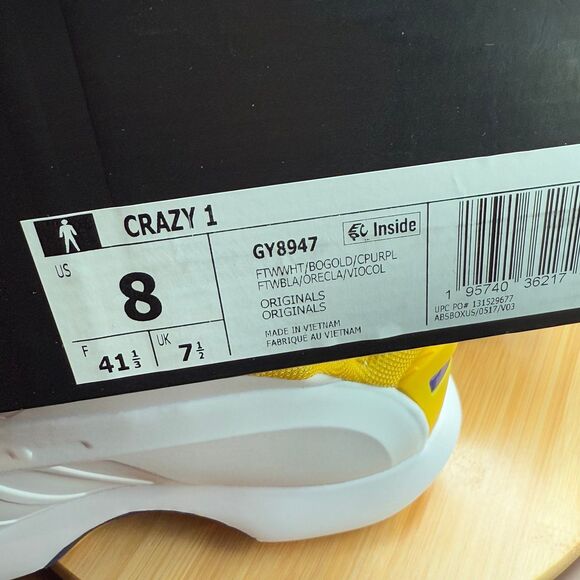 CRAZY 1
US
8
F
41 1/3
UK
7 1/2
GY8947
Inside
FTWWHT/BOGOLD/CPURPL
FTWBLA/ORECLA/VIOCOL
ORIGINALS
ORIGINALS
MADE IN VIETNAM
FABRIQUÉ AU VIETNAM
1 95740 36217
UPC PO# 131529677
ABSBOXUS/0517/V03